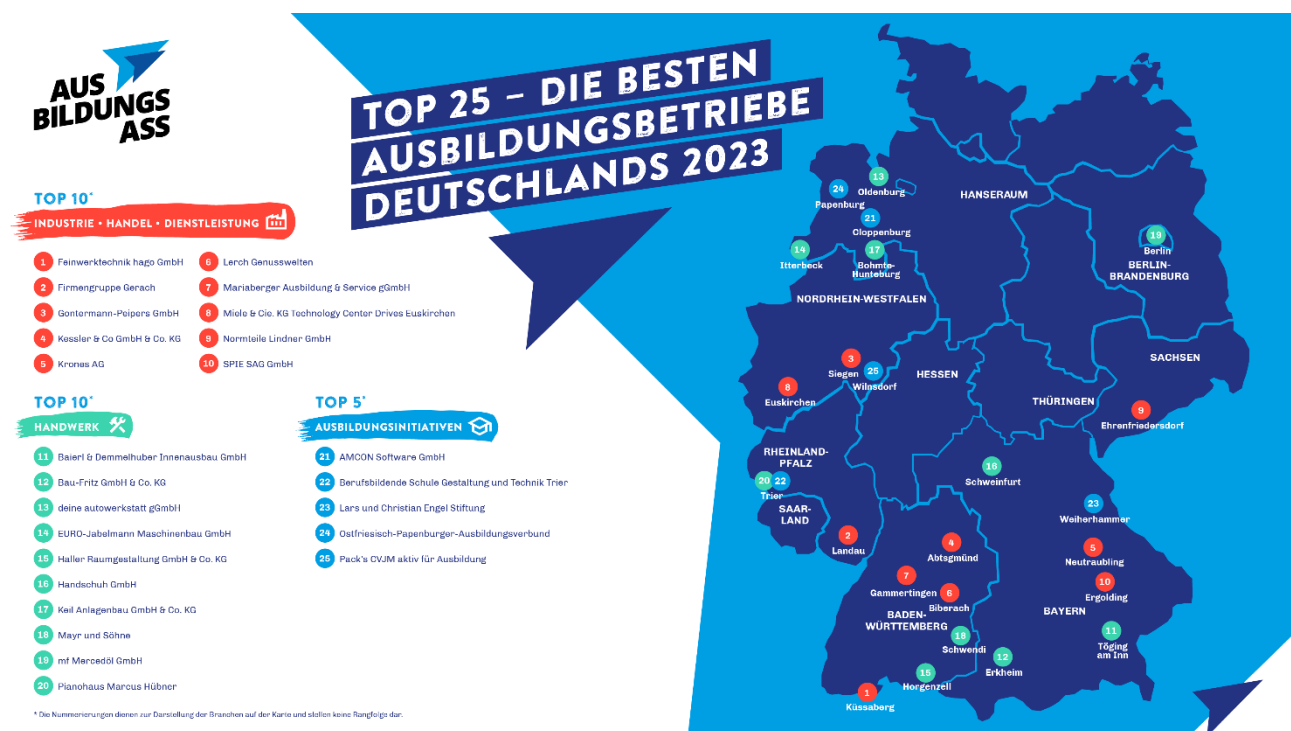 AUS
BILDUNGS
ASS
TOP 25 – DIE BESTEN
AUSBILDUNGSBETRIEBE
DEUTSCHLANDS 2023
TOP 10*
INDUSTRIE • HANDEL • DIENSTLEISTUNG
1 Feinwerktechnik hago GmbH
2 Firmengruppe Gerach
3 Gontermann-Peipers GmbH
4 Kessler & Co GmbH & Co. KG
5 Krones AG
6 Lerch Genusswelten
7 Mariaberger Ausbildung & Service gGmbH
8 Miele & Cie. KG Technology Center Drives Euskirchen
9 Normteile Lindner GmbH
10 SPIE SAG GmbH
TOP 10*
HANDWERK
11 Baierl & Demmelhuber Innenausbau GmbH
12 Bau-Fritz GmbH & Co. KG
13 deine autowerkstatt gGmbH
14 EURO-Jabelmann Maschinenbau GmbH
15 Haller Raumgestaltung GmbH & Co. KG
16 Handschuh GmbH
17 Keil Anlagenbau GmbH & Co. KG
18 Mayr und Söhne
19 mf Mercedöl GmbH
20 Pianohaus Marcus Hübner
TOP 5*
AUSBILDUNGSINITIATIVEN
21 AMCON Software GmbH
22 Berufsbildende Schule Gestaltung und Technik Trier
23 Lars und Christian Engel Stiftung
24 Ostfriesisch-Papenburger-Ausbildungsverbund
25 Pack's CVJM aktiv für Ausbildung
* Die Nummerierungen dienen zur Darstellung der Branchen auf der Karte und stellen keine Rangfolge dar.
13
Oldenburg
24
Papenburg
21
Cloppenburg
14
Itterbeck
17
Bohmte-
Hunteburg
HANSERAUM
19
Berlin
BERLIN-
BRANDENBURG
NORDRHEIN-WESTFALEN
3
Siegen
25
Wilnsdorf
8
Euskirchen
HESSEN
SACHSEN
THÜRINGEN
9
Ehrenfriedersdorf
RHEINLAND-
PFALZ
20 22
Trier
SAAR-
LAND
16
Schweinfurt
23
Weiherhammer
2
Landau
4
Abtsgmünd
5
Neutraubling
7
Gammertingen
6
Biberach
10
Ergolding
BADEN-
WÜRTTEMBERG
BAYERN
18
Schwendi
11
Töging
am Inn
12
Erkheim
15
Horgenzell
1
Küssaberg